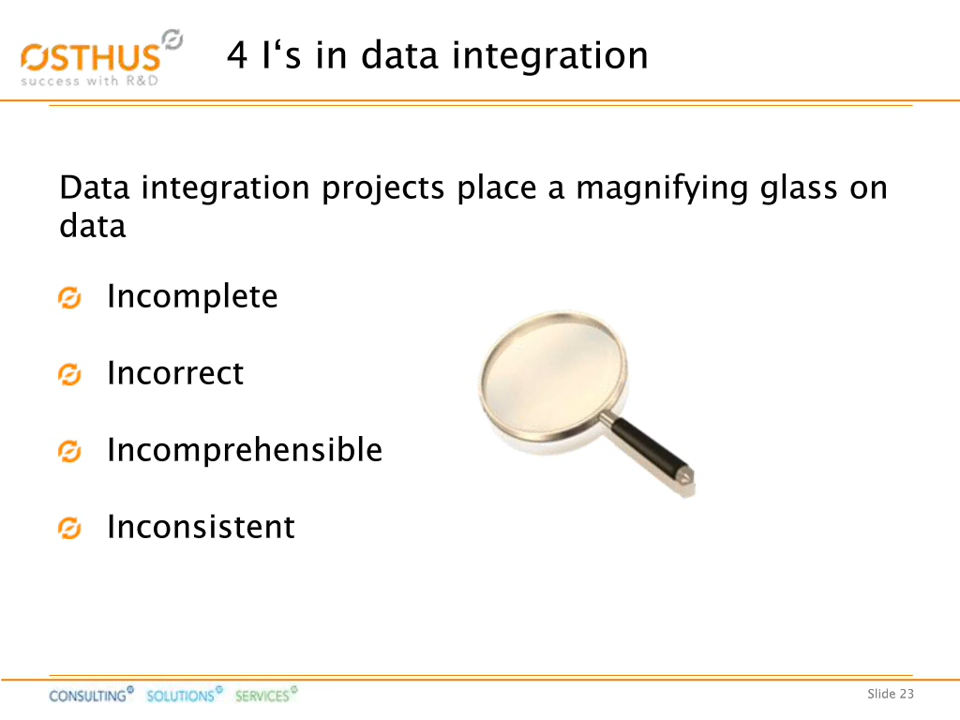 OSTHUS
success with R&D
4 I‘s in data integration
Data integration projects place a magnifying glass on
data
Incomplete
Incorrect
Incomprehensible
Inconsistent
CONSULTING SOLUTIONS SERVICES
Slide 23